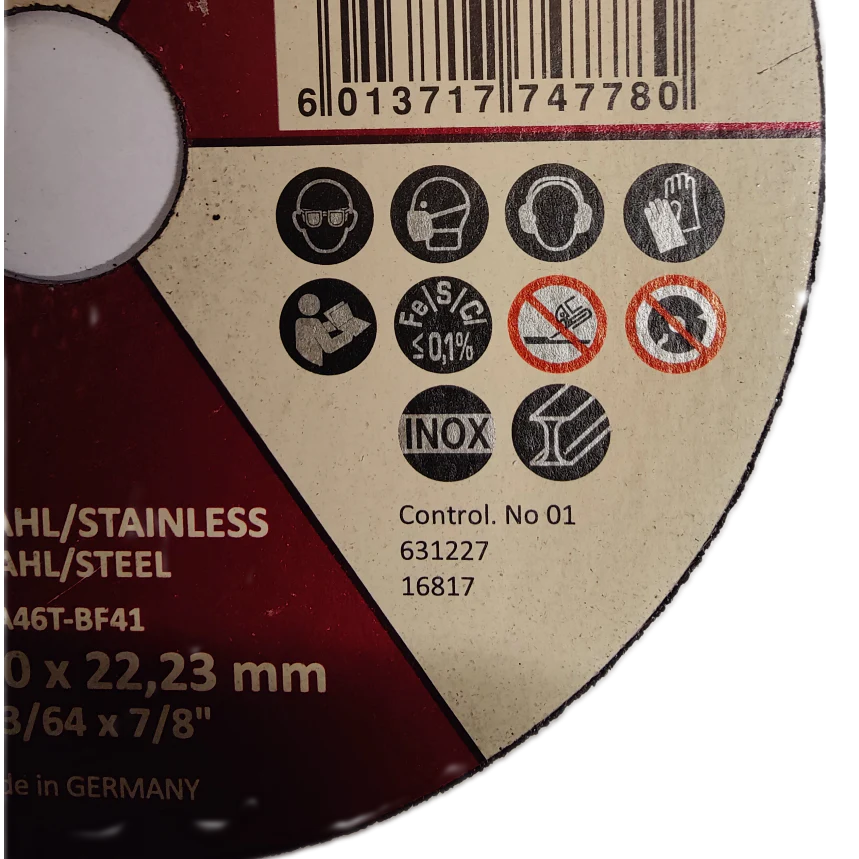 6 013717 747780
Fe/S/Cl
≤ 0,1%
INOX
Control. No 01
631227
16817
AHL/STAINLESS
AHL/STEEL
A46T-BF41
0 x 22,23 mm
3/64 x 7/8"
de in GERMANY